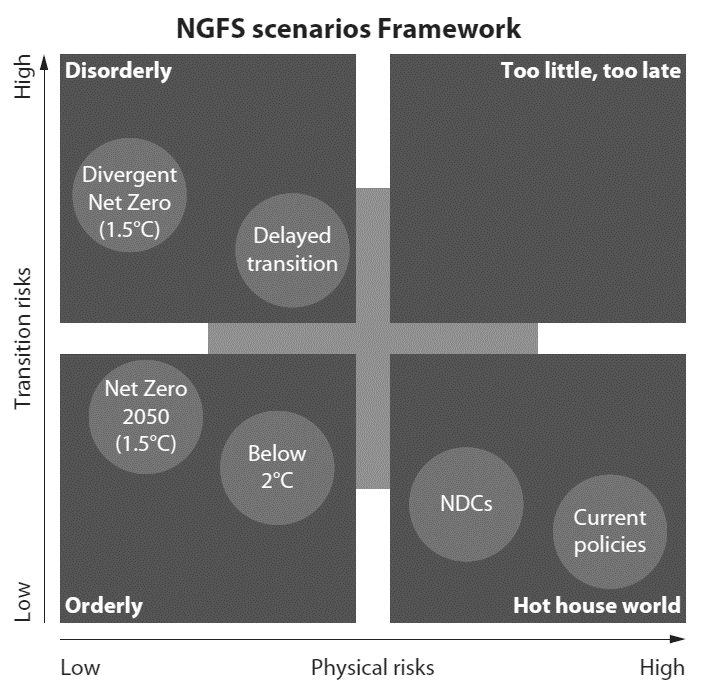 NGFS scenarios Framework
High
Disorderly
Too little, too late
Divergent
Net Zero
(1.5°C)
Delayed
transition
Transition risks
Net Zero
2050
(1.5°C)
Below
2°C
NDCs
Current
policies
Low
Orderly
Hot house world
Low
Physical risks
High